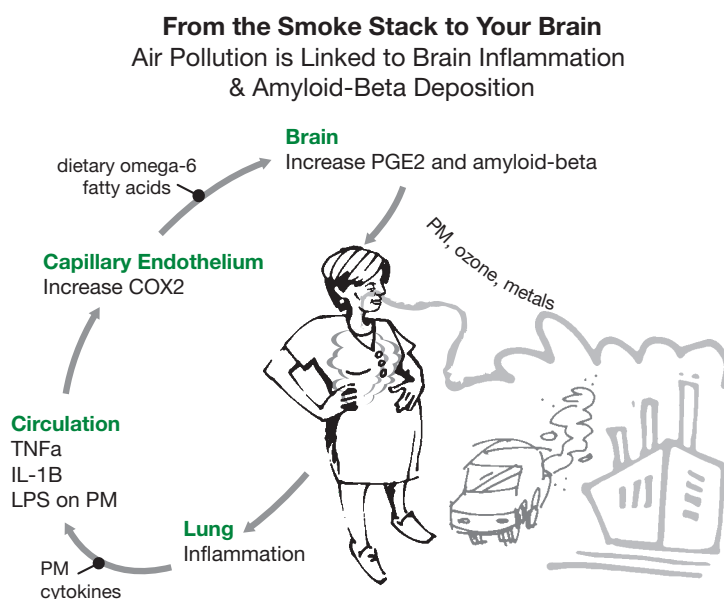 From the Smoke Stack to Your Brain
Air Pollution is Linked to Brain Inflammation
& Amyloid-Beta Deposition
Brain
Increase PGE2 and amyloid-beta
dietary omega-6
fatty acids
PM, ozone, metals
Capillary Endothelium
Increase COX2
Circulation
TNFa
IL-1B
LPS on PM
Lung
Inflammation
PM
cytokines